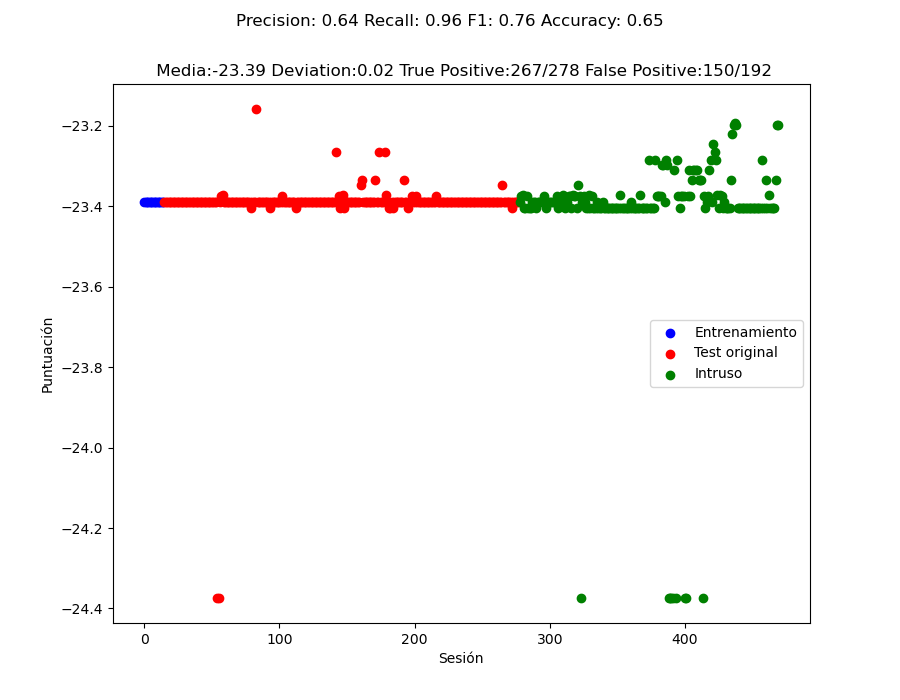 Precision: 0.64 Recall: 0.96 F1: 0.76 Accuracy: 0.65
Media:-23.39 Deviation:0.02 True Positive:267/278 False Positive:150/192
−23.2
−23.4
−23.6
−23.8
−24.0
−24.2
−24.4
Puntuación
Entrenamiento
Test original
Intruso
0
100
200
300
400
Sesión